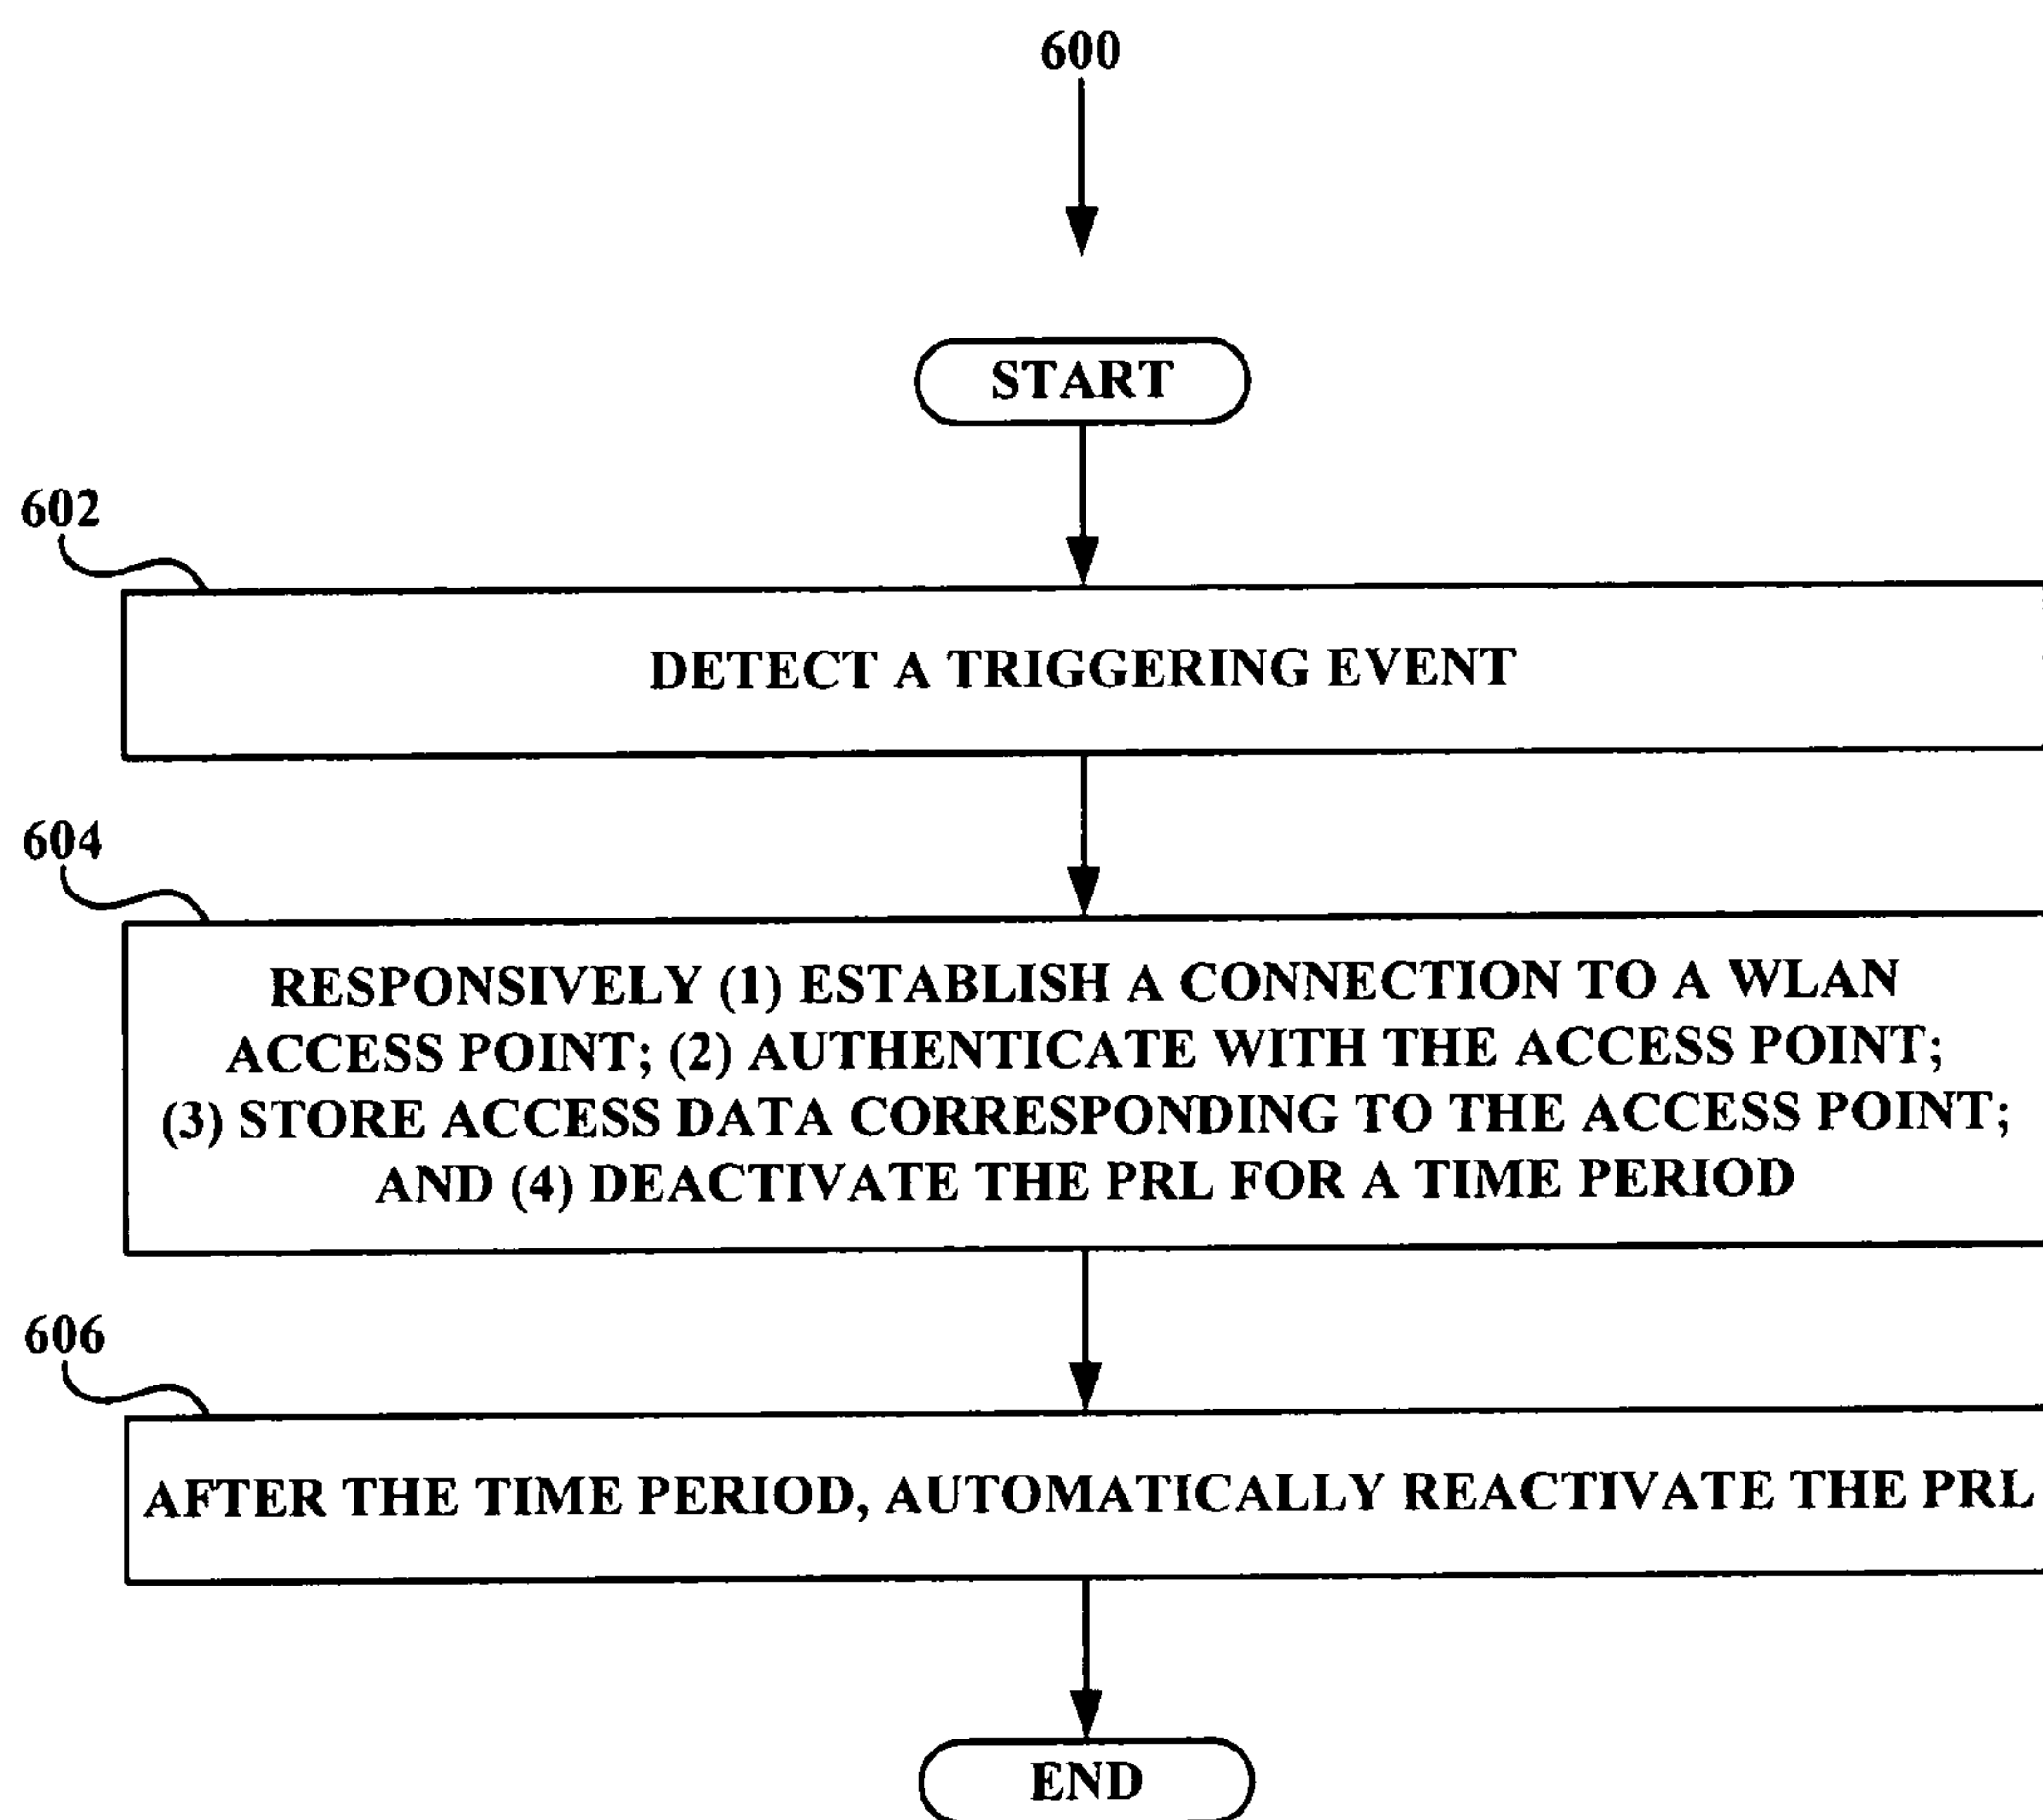 600
START
602
DETECT A TRIGGERING EVENT
604
RESPONSIVELY (1) ESTABLISH A CONNECTION TO A WLAN
ACCESS POINT; (2) AUTHENTICATE WITH THE ACCESS POINT;
(3) STORE ACCESS DATA CORRESPONDING TO THE ACCESS POINT;
AND (4) DEACTIVATE THE PRL FOR A TIME PERIOD
606
AFTER THE TIME PERIOD, AUTOMATICALLY REACTIVATE THE PRL
END